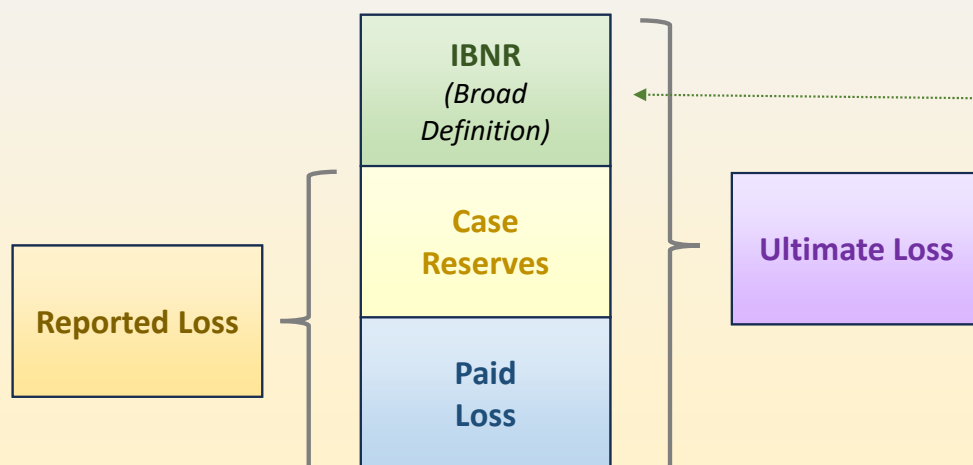 IBNR
(Broad
Definition)
Case
Reserves
Ultimate Loss
Reported Loss
Paid
Loss